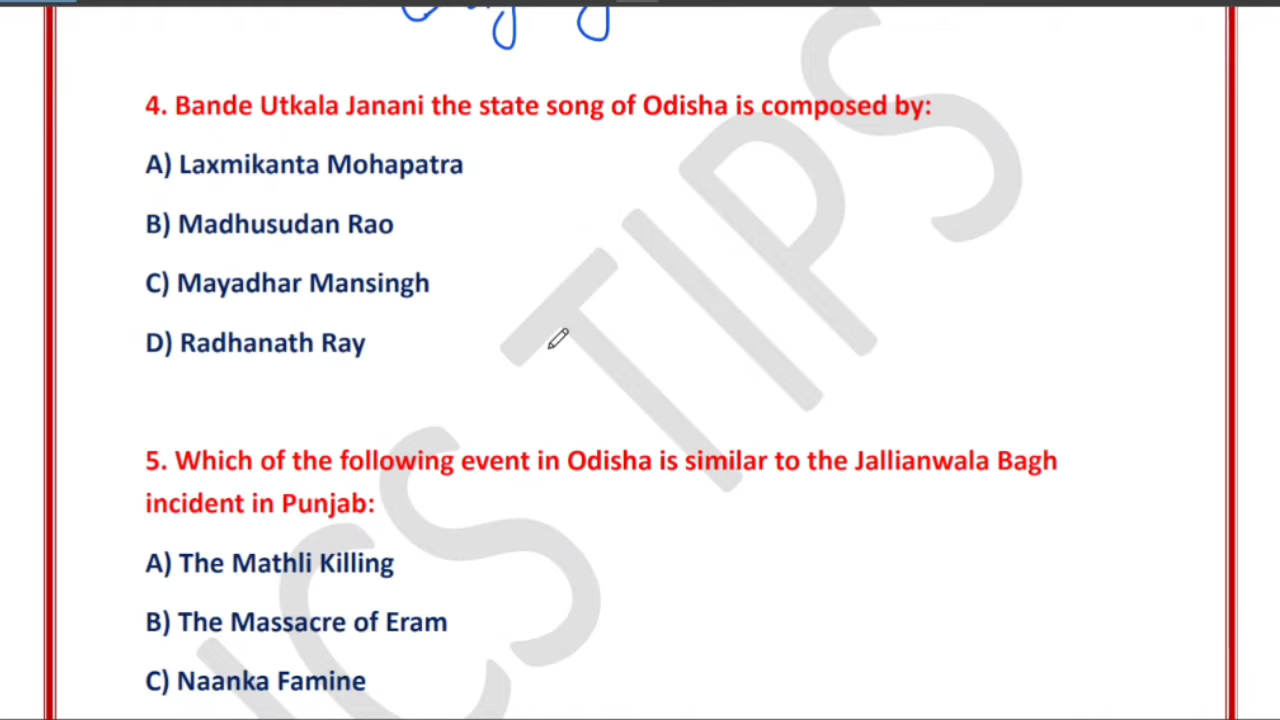 4. Bande Utkala Janani the state song of Odisha is composed by:
A) Laxmikanta Mohapatra
B) Madhusudan Rao
C) Mayadhar Mansingh
D) Radhanath Ray
5. Which of the following event in Odisha is similar to the Jallianwala Bagh
incident in Punjab:
A) The Mathli Killing
B) The Massacre of Eram
C) Naanka Famine
CS TIPS